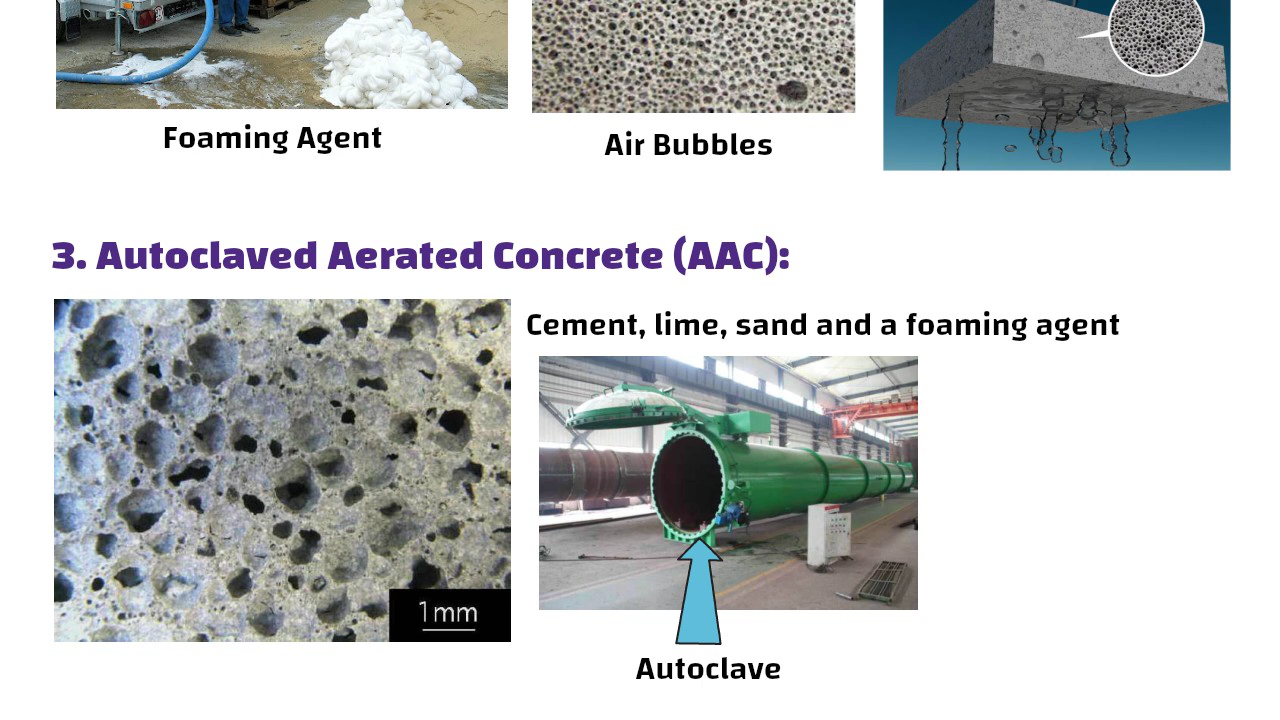 Foaming Agent
Air Bubbles
3. Autoclaved Aerated Concrete (AAC):
Cement, lime, sand and a foaming agent
1mm
Autoclave